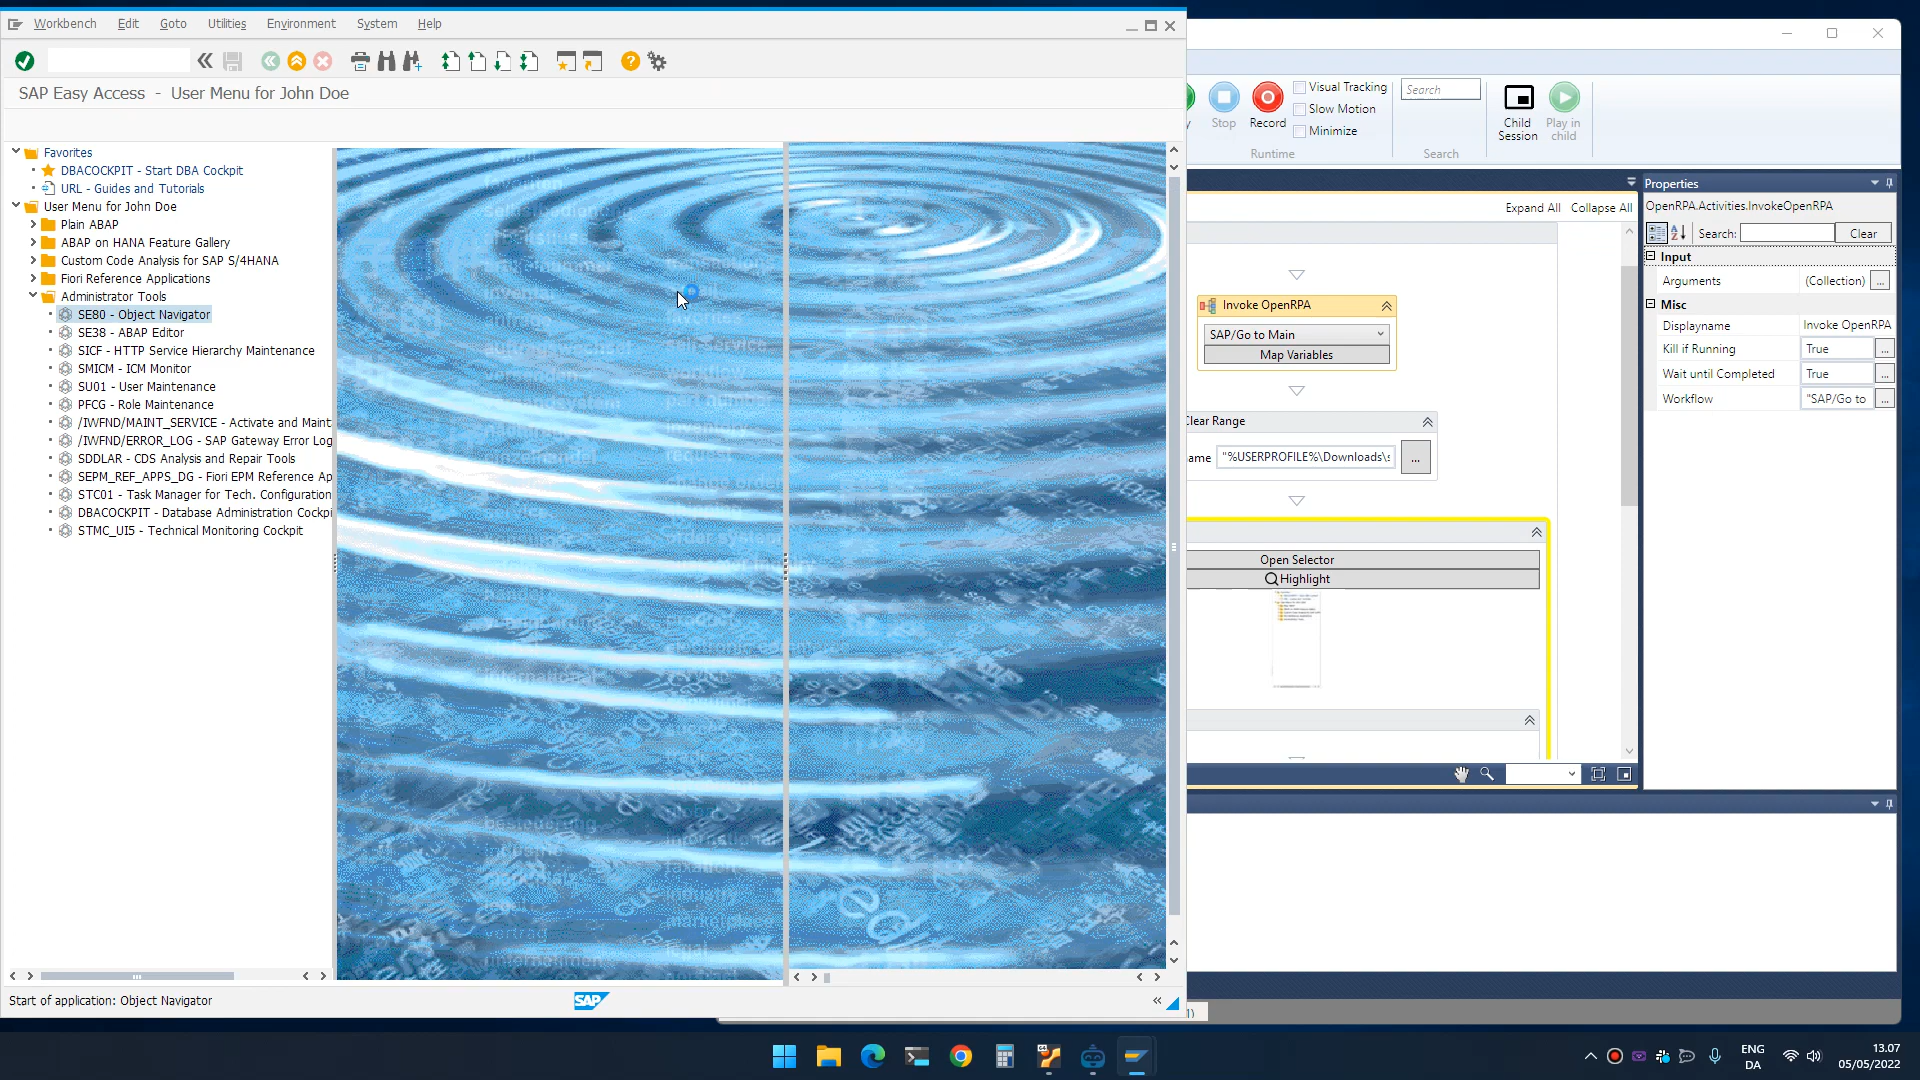 Workbench Edit Goto Utilities Environment System Help
SAP Easy Access - User Menu for John Doe
Favorites
DBACOCKPIT - Start DBA Cockpit
URL - Guides and Tutorials
User Menu for John Doe
Plain ABAP
ABAP on HANA Feature Gallery
Custom Code Analysis for SAP S/4HANA
Fiori Reference Applications
Administrator Tools
SE80 - Object Navigator
SE38 - ABAP Editor
SICF - HTTP Service Hierarchy Maintenance
SMICM - ICM Monitor
SU01 - User Maintenance
PFCG - Role Maintenance
/IWFND/MAINT_SERVICE - Activate and Maint
/IWFND/ERROR_LOG - SAP Gateway Error Log
SDDLAR - CDS Analysis and Repair Tools
SEPM_REF_APPS_DG - Fiori EPM Reference Ap
STC01 - Task Manager for Tech. Configuration
DBACOCKPIT - Database Administration Cockpi
STMC_UI5 - Technical Monitoring Cockpit
Start of application: Object Navigator
SAP
Stop
Record
Visual Tracking
Slow Motion
Minimize
Runtime
Search
Search
Child
Session
Play in
child
Expand All Collapse All
Invoke OpenRPA
SAP/Go to Main
Map Variables
Clear Range
ame "%USERPROFILE%\Downloads\s
...
Open Selector
Highlight
Properties
OpenRPA.Activities.InvokeOpenRPA
Search: Clear
Input
Arguments (Collection) ...
Misc
Displayname Invoke OpenRPA
Kill if Running True ...
Wait until Completed True ...
Workflow "SAP/Go to ...
ENG
DA
13.07
05/05/2022